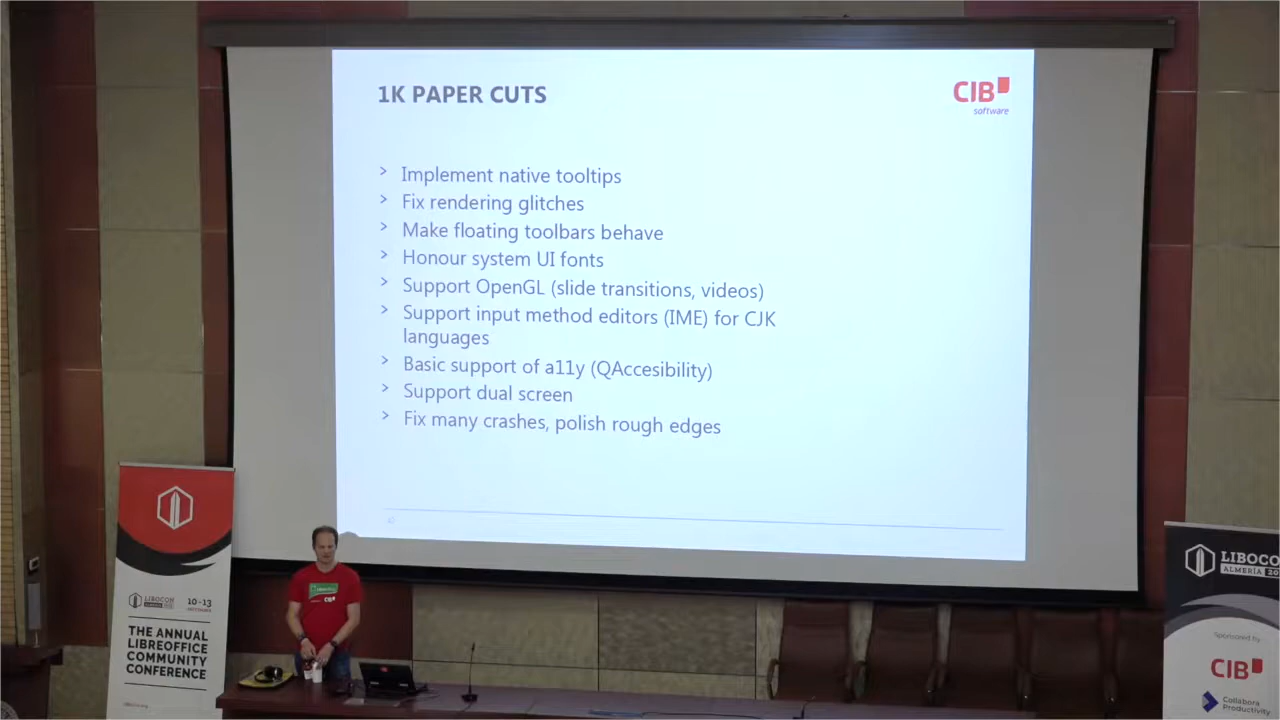 1K PAPER CUTS
CIB
software
> Implement native tooltips
> Fix rendering glitches
> Make floating toolbars behave
> Honour system UI fonts
> Support OpenGL (slide transitions, videos)
> Support input method editors (IME) for CJK
languages
> Basic support of a11y (QAccesibility)
> Support dual screen
> Fix many crashes, polish rough edges
LIBOCON
ALMERIA
10-13
THE ANNUAL
LIBREOFFICE
COMMUNITY
CONFERENCE
CIB
LIBOCON
ALMERIA 20
Sponsored by
CIB
Collabora
Productivity